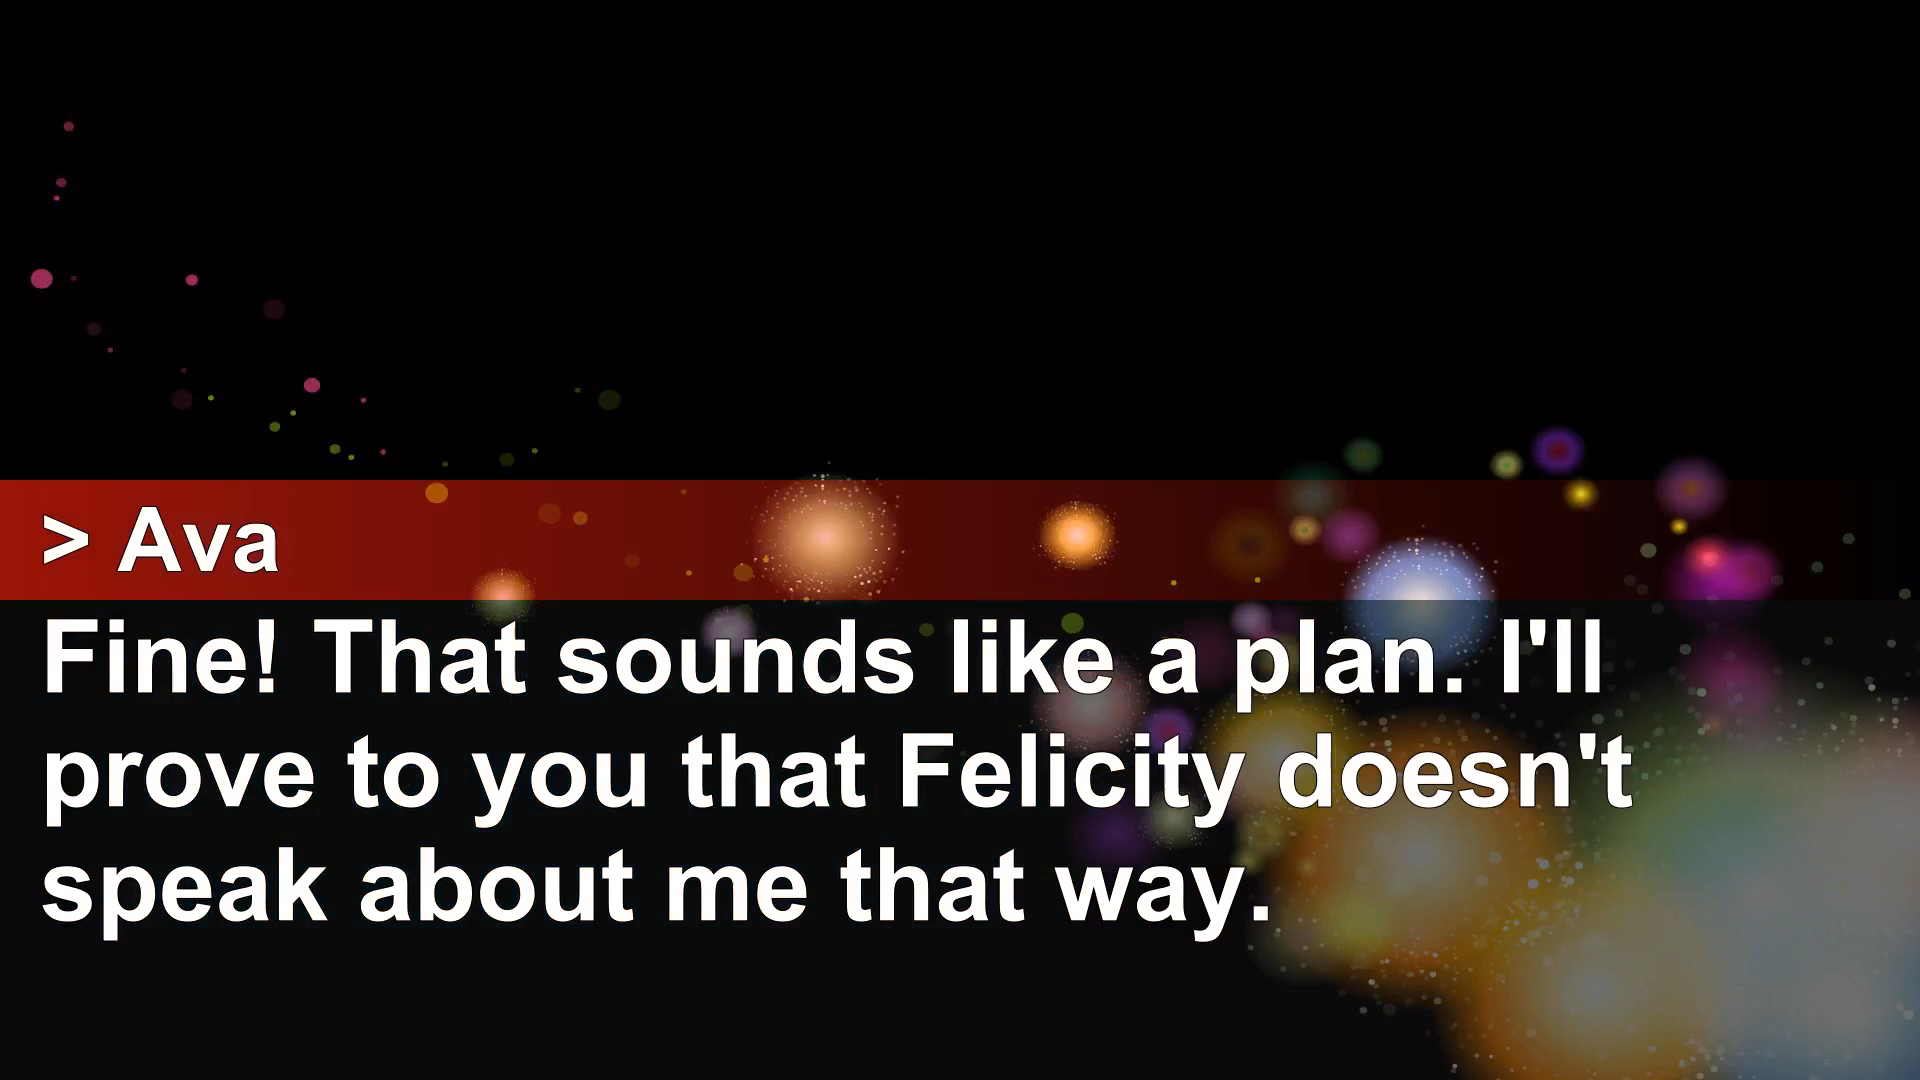 > Ava
Fine! That sounds like a plan. I'll
prove to you that Felicity doesn't
speak about me that way.